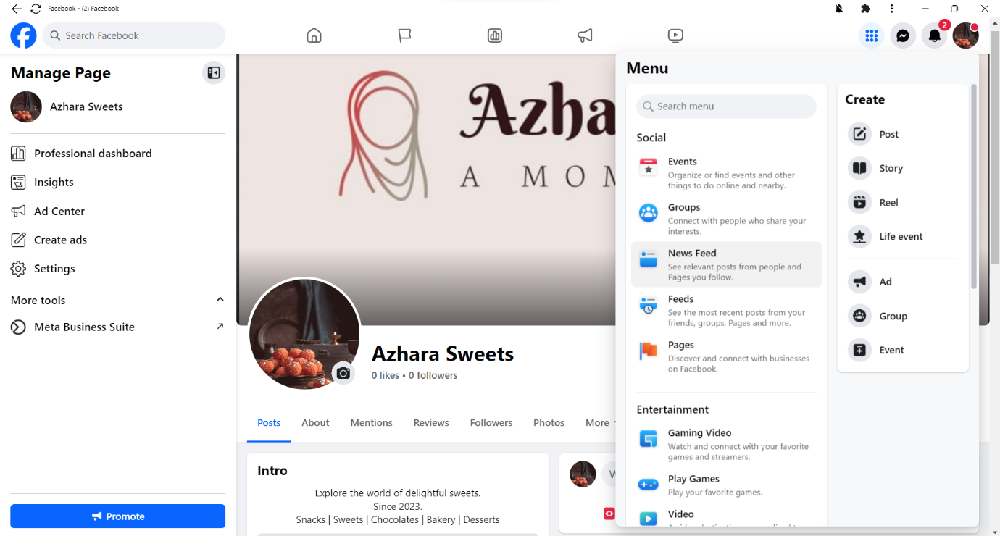 Facebook - (2) Facebook
Search Facebook
2
Manage Page
Azhara Sweets
Professional dashboard
Insights
Ad Center
Create ads
Settings
More tools
Meta Business Suite
Promote
A MOM
Azhara Sweets
0 likes • 0 followers
Posts
About
Mentions
Reviews
Followers
Photos
More
Intro
Explore the world of delightful sweets.
Since 2023.
Snacks | Sweets | Chocolates | Bakery | Desserts
Menu
Search menu
Social
Events
Organize or find events and other
things to do online and nearby.
Groups
Connect with people who share your
interests.
News Feed
See relevant posts from people and
Pages you follow.
Feeds
See the most recent posts from your
friends, groups, Pages and more.
Pages
Discover and connect with businesses
on Facebook.
Entertainment
Gaming Video
Watch and connect with your favorite
games and streamers.
Play Games
Play your favorite games.
Video
Create
Post
Story
Reel
Life event
Ad
Group
Event